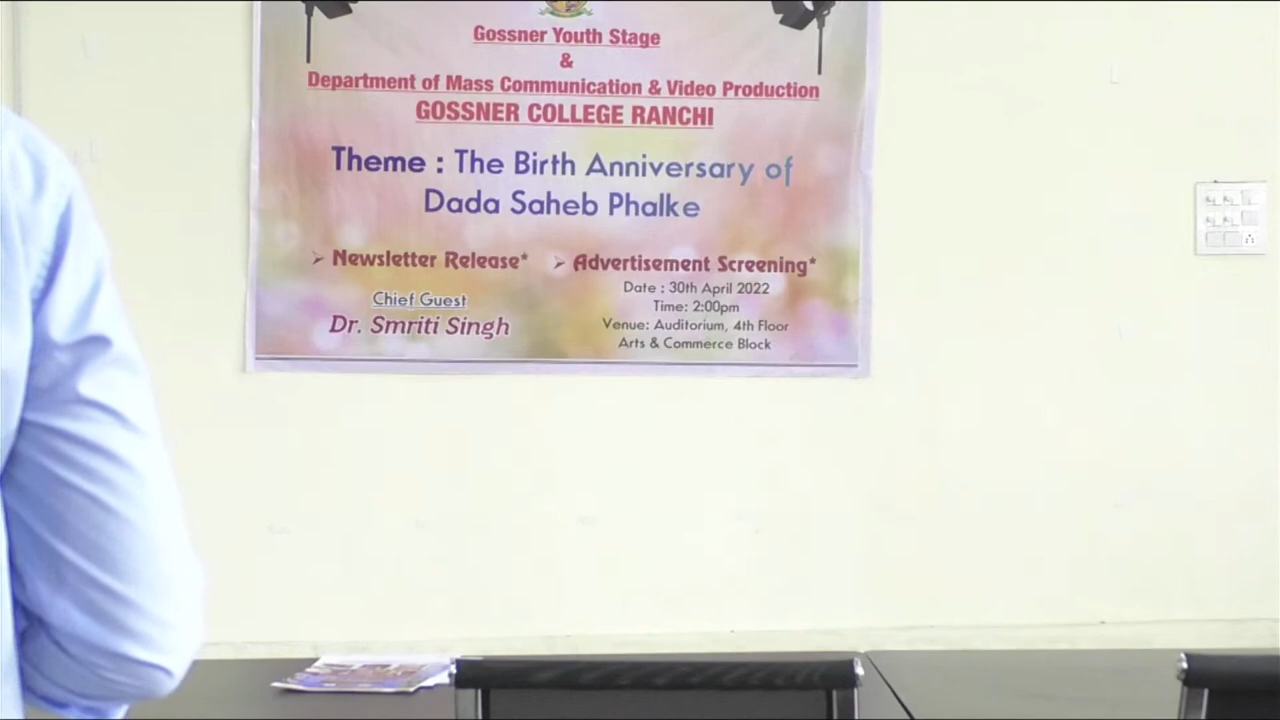 Gossner Youth Stage
&
Department of Mass Communication & Video Production
GOSSNER COLLEGE RANCHI
Theme : The Birth Anniversary of
Dada Saheb Phalke
➢ Newsletter Release* ➢ Advertisement Screening*
Chief Guest
Dr. Smriti Singh
Date : 30th April 2022
Time: 2:00pm
Venue: Auditorium, 4th Floor
Arts & Commerce Block